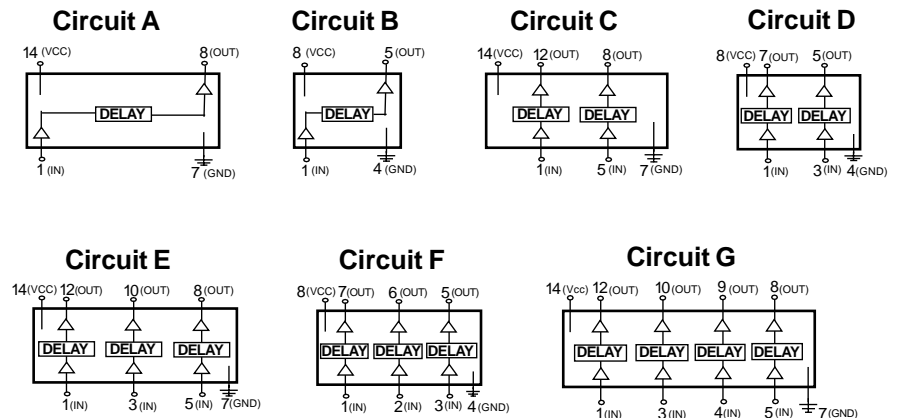 Circuit A
Circuit B
Circuit C
Circuit D
14 (VCC) 8 (OUT)
8 (VCC) 5 (OUT)
14(VCC) 12(OUT) 8 (OUT)
8(VCC) 7(OUT) 5(OUT)
DELAY
DELAY
DELAY DELAY
DELAY DELAY
1 (IN) 7 (GND)
1 (IN) 4 (GND)
1(IN) 5 (IN) 7(GND)
1(IN) 3(IN) 4(GND)
Circuit E
Circuit F
Circuit G
14(VCC) 12(OUT) 10(OUT) 8(OUT)
8(VCC) 7(OUT) 6(OUT) 5(OUT)
14 (Vcc) 12(OUT) 10(OUT) 9 (OUT) 8(OUT)
DELAY DELAY DELAY
DELAY DELAY DELAY
DELAY DELAY DELAY DELAY
1(IN) 3(IN) 5(IN) 7(GND)
1(IN) 2(IN) 3(IN) 4(GND)
1(IN) 3(IN) 4(IN) 5(IN) 7(GND)